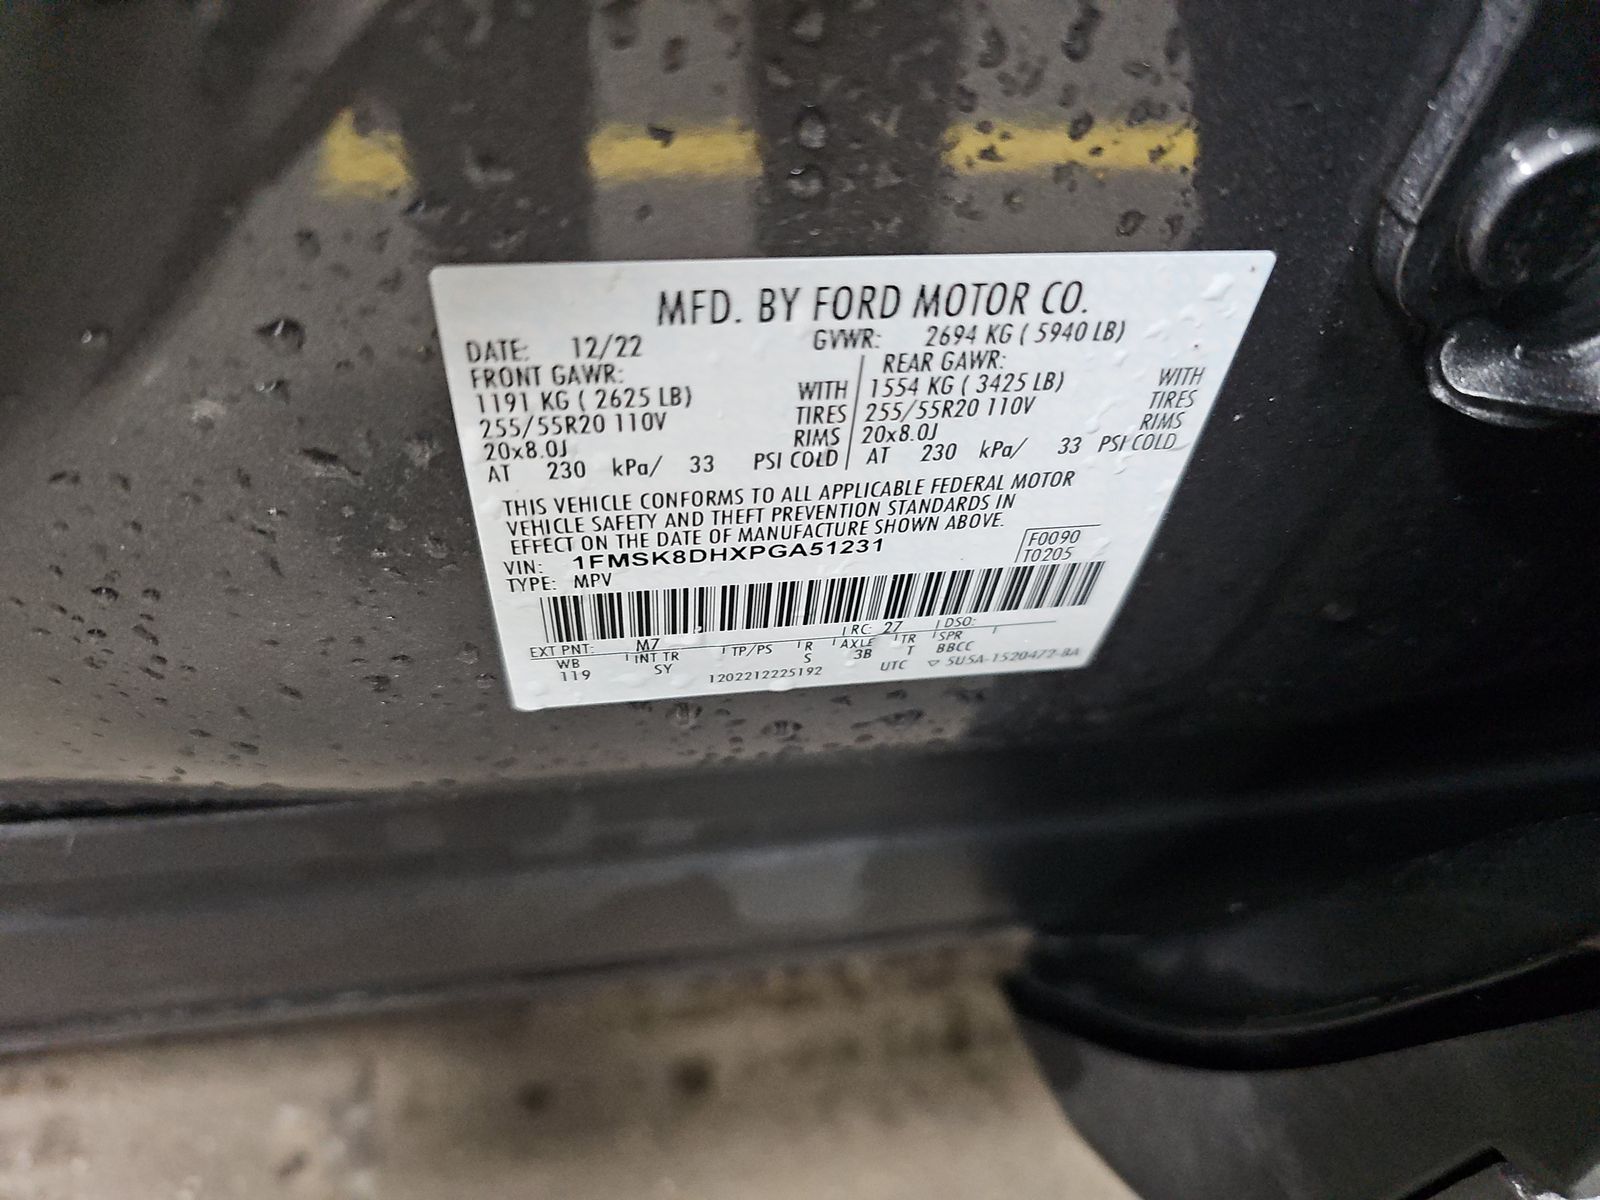 MFD. BY FORD MOTOR CO.
DATE: 12/22 GVWR: 2694 KG ( 5940 LB)
FRONT GAWR: REAR GAWR:
1191 KG ( 2625 LB) WITH 1554 KG ( 3425 LB) WITH
255/55R20 110V TIRES 255/55R20 110V TIRES
20x8.0J RIMS 20x8.0J RIMS
AT 230 kPa/ 33 PSI COLD AT 230 kPa/ 33 PSI COLD
THIS VEHICLE CONFORMS TO ALL APPLICABLE FEDERAL MOTOR
VEHICLE SAFETY AND THEFT PREVENTION STANDARDS IN
EFFECT ON THE DATE OF MANUFACTURE SHOWN ABOVE.
VIN: 1FMSK8DHXPGA51231 F0090
TYPE: MPV T0205
EXT PNT: M7 RC: 27 DSO:
WB INT TR TP/PS R AXLE TR SPR
119 SY S 3B T BBCC
1202212225192 UTC 5U5A-1520472-BA